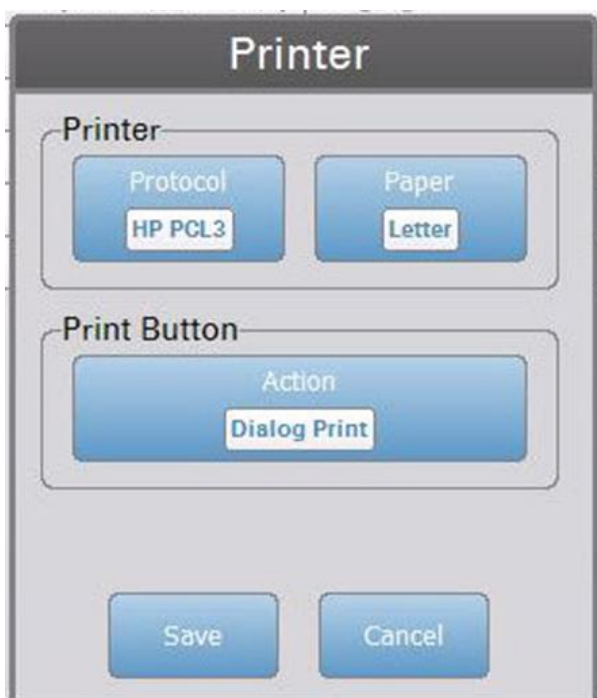 Printer
Printer
Protocol Paper
HP PCL3 Letter
Print Button
Action
Dialog Print
Save Cancel